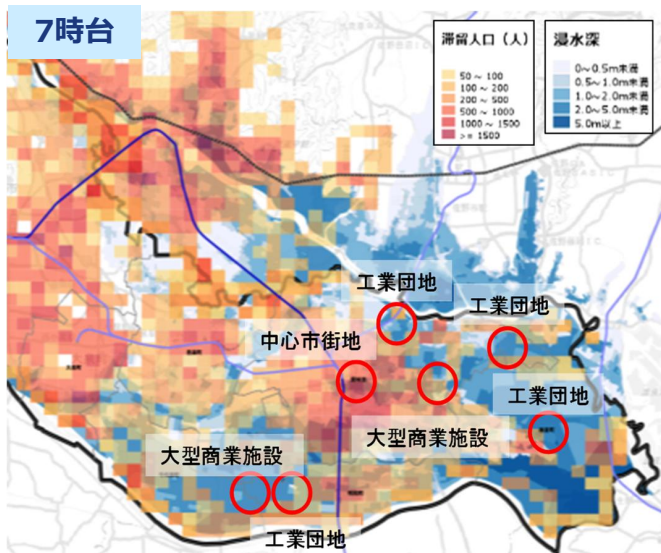 7時台
滞留人口(人)
50 ~ 100
100 ~ 200
200 ~ 500
500 ~ 1000
1000 ~ 1500
>= 1500
浸水深
0~0.5m未満
0.5~1.0m未満
1.0~2.0m未満
2.0~5.0m未満
5.0m以上
工業団地
工業団地
中心市街地
工業団地
大型商業施設
大型商業施設
工業団地